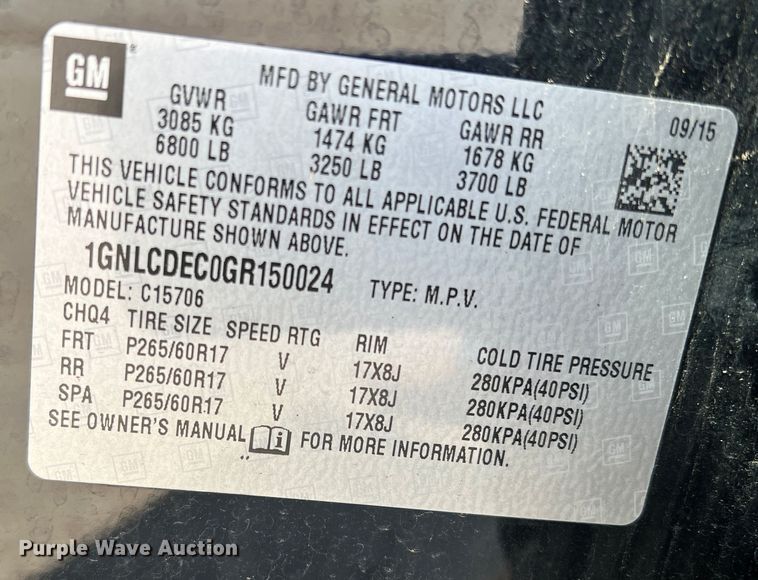 GM
MFD BY GENERAL MOTORS LLC
GVWR GAWR FRT GAWR RR 09/15
3085 KG 1474 KG 1678 KG
6800 LB 3250 LB 3700 LB
THIS VEHICLE CONFORMS TO ALL APPLICABLE U.S. FEDERAL MOTOR
VEHICLE SAFETY STANDARDS IN EFFECT ON THE DATE OF
MANUFACTURE SHOWN ABOVE.
1GNLCDEC0GR150024 TYPE: M.P.V.
MODEL: C15706
CHQ4 TIRE SIZE SPEED RTG RIM COLD TIRE PRESSURE
FRT P265/60R17 V 17X8J 280KPA(40PSI)
RR P265/60R17 V 17X8J 280KPA(40PSI)
SPA P265/60R17 V 17X8J 280KPA(40PSI)
SEE OWNER'S MANUAL FOR MORE INFORMATION.
Purple Wave Auction